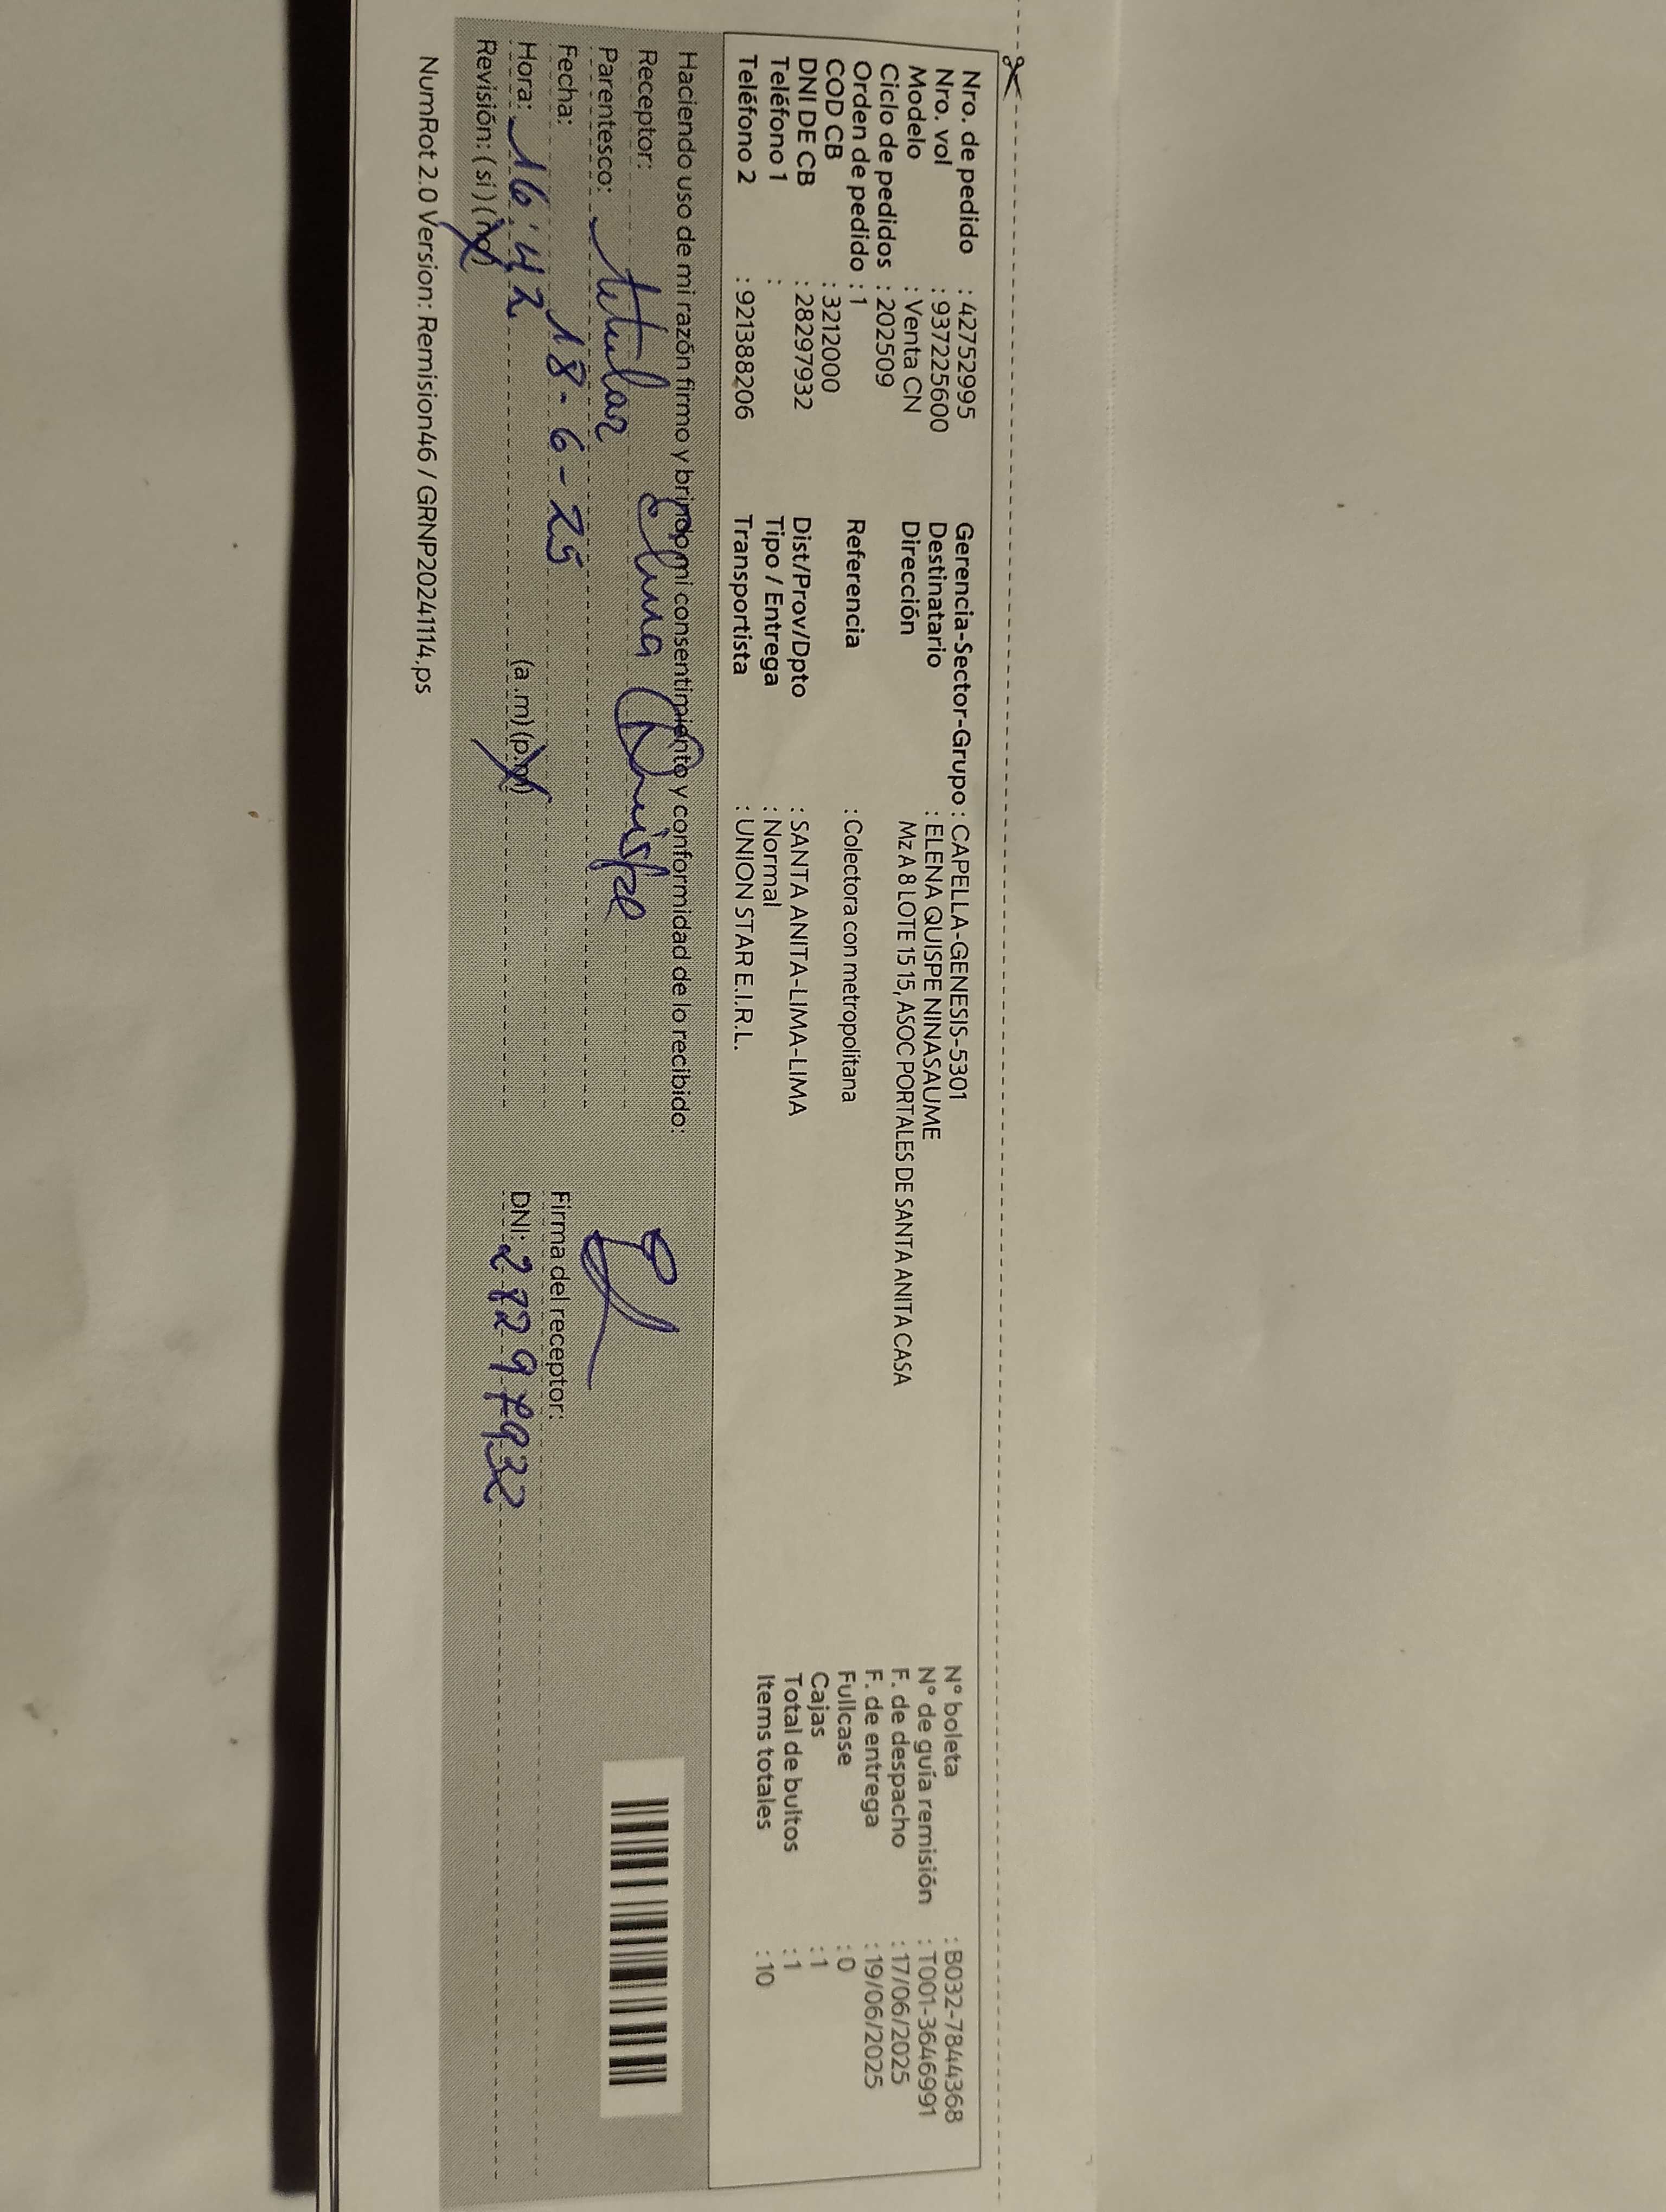 Nro. de pedido : 42752995
Nro. vol : 937225600
Modelo : Venta CN
Ciclo de pedidos : 202509
Orden de pedido : 1
COD CB : 3212000
DNI DE CB : 28297932
Teléfono 1 :
Teléfono 2 : 921388206
Gerencia-Sector-Grupo : CAPELLA-GENESIS-5301
Destinatario : ELENA QUISPE NINASAUME
Dirección Mz A 8 LOTE 15 15, ASOC PORTALES DE SANTA ANITA CASA
Referencia : Colectora con metropolitana
Dist/Prov/Dpto : SANTA ANITA-LIMA-LIMA
Tipo / Entrega : Normal
Transportista : UNION STAR E.I.R.L.
N° boleta : B032-7844368
N° de guía remisión : T001-3646991
F. de despacho : 17/06/2025
F. de entrega : 19/06/2025
Fullcase : 0
Cajas : 1
Total de bultos : 1
Items totales : 10
Haciendo uso de mi razón firmo y brindo mi consentimiento y conformidad de lo recibido:
Receptor: Elena Quispe
Parentesco: titular
Fecha: 18-6-25
Hora: 16:42 (a.m) (p.m)
Revisión: (si) (no)
Firma del receptor:
DNI: 28297932
NumRot 2.0 Version: Remision46 / GRNP20241114.ps